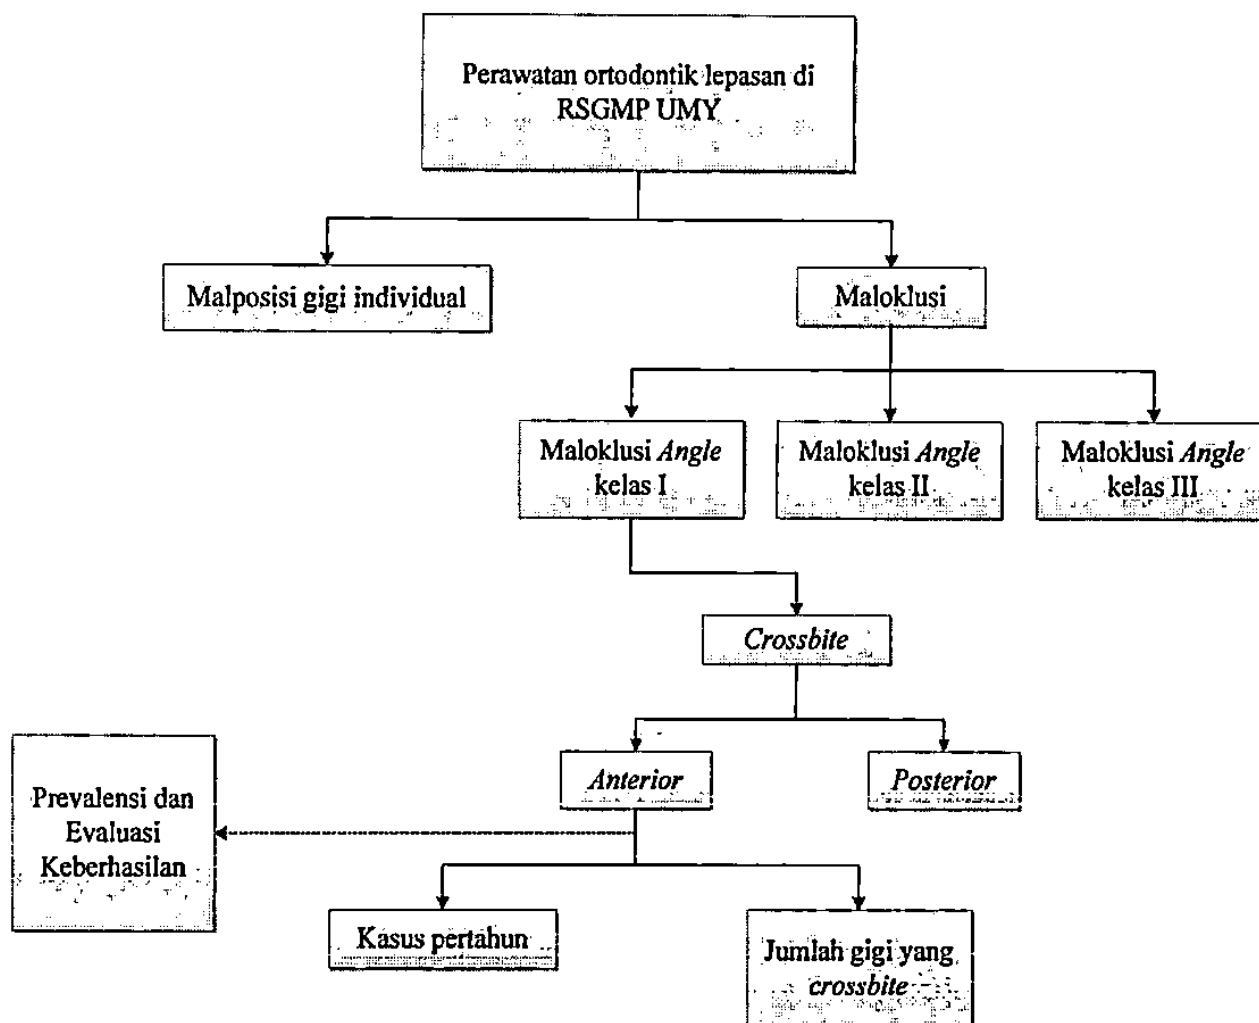 Perawatan ortodontik lepasan di
RSGMP UMY
Malposisi gigi individual
Maloklusi
Maloklusi Angle
kelas I
Maloklusi Angle
kelas II
Maloklusi Angle
kelas III
Crossbite
Anterior
Posterior
Prevalensi dan
Evaluasi
Keberhasilan
Kasus pertahun
Jumlah gigi yang
crossbite